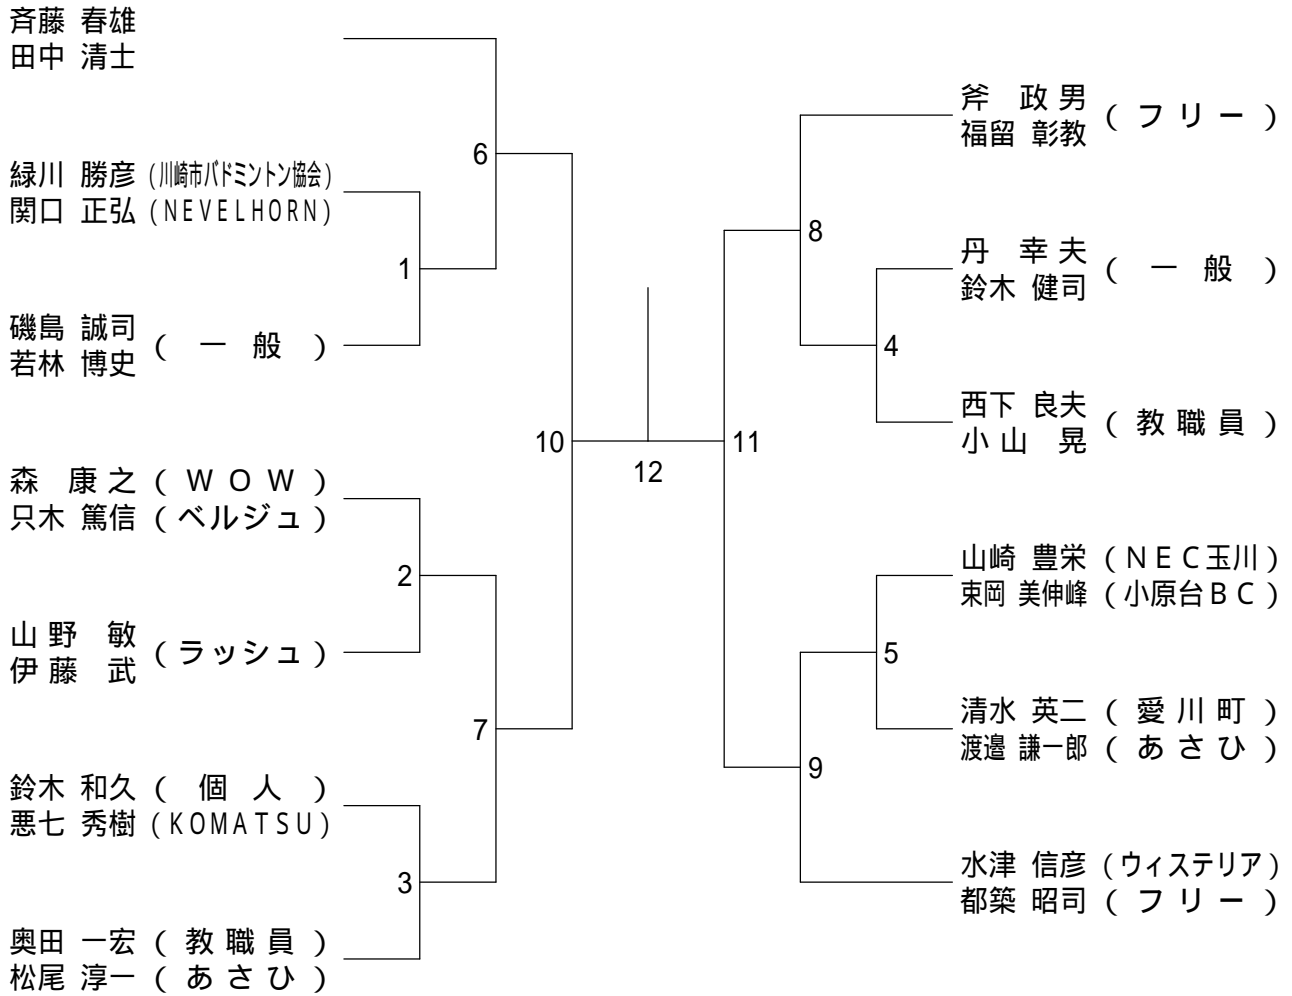 斉藤 春雄
田中 清士
6
緑川 勝彦 (川崎市バドミントン協会)
関口 正弘 (NEVELHORN)
1
磯島 誠司
若林 博史 ( 一 般 )
10
森 康之 ( W O W )
只木 篤信 (ベルジュ)
2
山野 敏
伊藤 武 (ラッシュ)
7
鈴木 和久 ( 個 人 )
悪七 秀樹 (KOMATSU)
3
奥田 一宏 ( 教 職 員 )
松尾 淳一 ( あ さ ひ )
12
斧 政男
福留 彰教 ( フ リ ー )
8
丹 幸夫
鈴木 健司 ( 一 般 )
4
西下 良夫
小山 晃 ( 教 職 員 )
11
山崎 豊栄 (NEC玉川)
束岡 美伸峰 (小原台BC)
5
清水 英二 ( 愛 川 町 )
渡邉 謙一郎 ( あ さ ひ )
9
水津 信彦 (ウィステリア)
都築 昭司 ( フ リ ー )